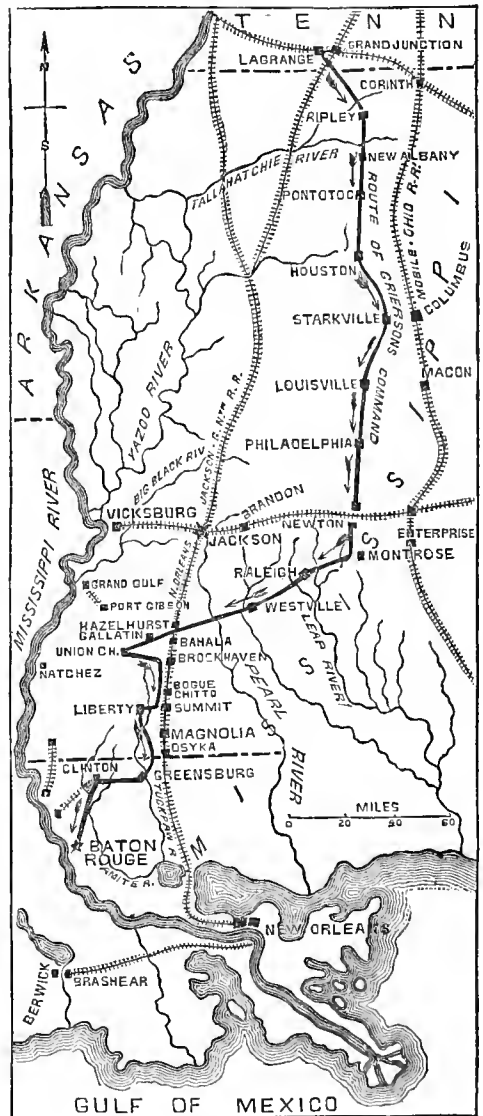 TENN
GRAND JUNCTION
LAGRANGE
CORINTH
RIPLEY
N
S
ARKANSAS
NEW ALBANY
TALLAHATCHIE RIVER
PONTOTOC
ROUTE OF GRIERSONS COMMAND
MOBILE & OHIO R.R.
HOUSTON
COLUMBUS
STARKVILLE
MISSISSIPPI
LOUISVILLE
MACON
YAZOO RIVER
JACKSON & G. NTH R.R.
PHILADELPHIA
BIG BLACK RIV.
VICKSBURG
BRANDON
NEWTON
JACKSON
ENTERPRISE
MONTROSE
MISSISSIPPI RIVER
N.ORLEANS
RALEIGH
GRAND GULF
PORT GIBSON
WESTVILLE
LEAF RIVER
HAZELHURST
GALLATIN
BAHALA
UNION CH.
BROCKHAVEN
NATCHEZ
BOGUE CHITTO
LIBERTY
SUMMIT
PEARL RIVER
MAGNOLIA
OSYKA
CLINTON
GREENSBURG
MILES
0 20 40 60
BATON ROUGE
AMITE R.
NEW ORLEANS
BERWICK
BRASHEAR
GULF OF MEXICO